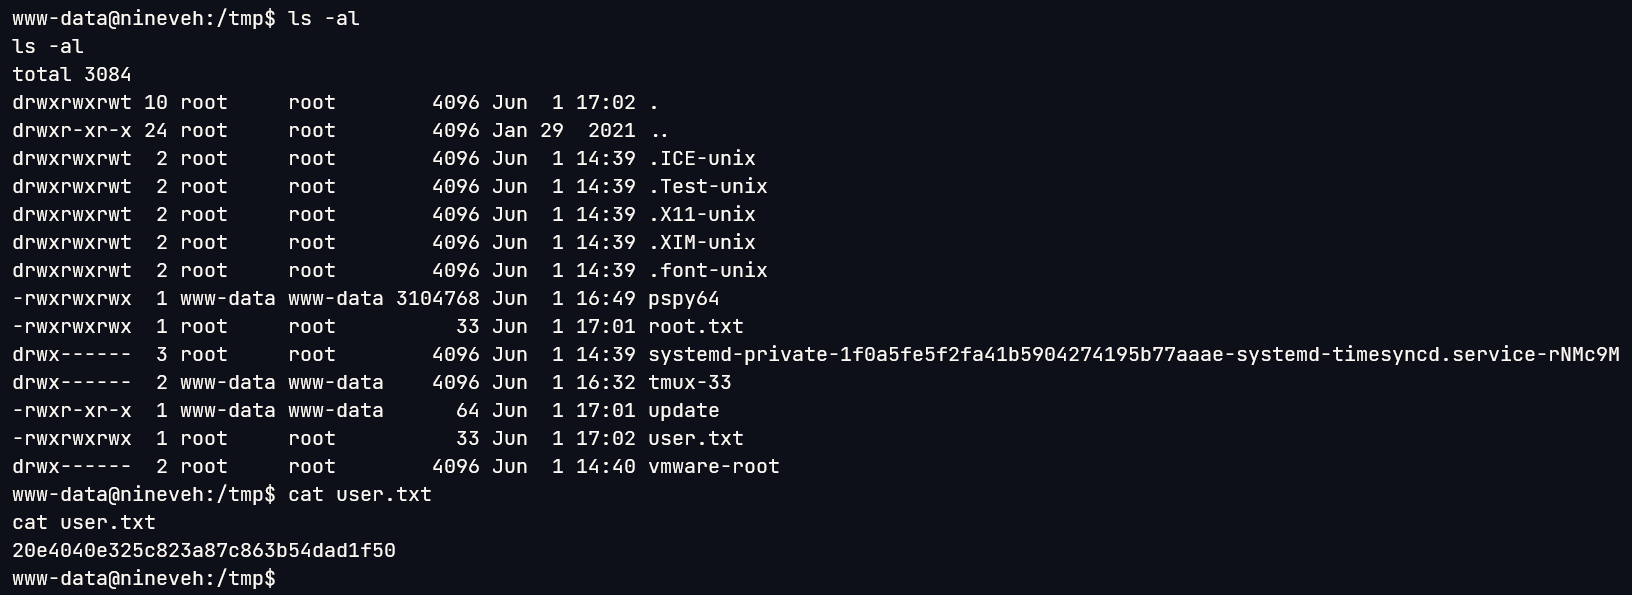 www-data@nineveh:/tmp$ ls -al
ls -al
total 3084
drwxrwxrwt 10 root     root        4096 Jun  1 17:02 .
drwxr-xr-x 24 root     root        4096 Jan 29  2021 ..
drwxrwxrwt  2 root     root        4096 Jun  1 14:39 .ICE-unix
drwxrwxrwt  2 root     root        4096 Jun  1 14:39 .Test-unix
drwxrwxrwt  2 root     root        4096 Jun  1 14:39 .X11-unix
drwxrwxrwt  2 root     root        4096 Jun  1 14:39 .XIM-unix
drwxrwxrwt  2 root     root        4096 Jun  1 14:39 .font-unix
-rwxrwxrwx  1 www-data www-data 3104768 Jun  1 16:49 pspy64
-rwxrwxrwx  1 root     root          33 Jun  1 17:01 root.txt
drwx------  3 root     root        4096 Jun  1 14:39 systemd-private-1f0a5fe5f2fa41b5904274195b77aaae-systemd-timesyncd.service-rNMc9M
drwx------  2 www-data www-data    4096 Jun  1 16:32 tmux-33
-rwxr-xr-x  1 www-data www-data      64 Jun  1 17:01 update
-rwxrwxrwx  1 root     root          33 Jun  1 17:02 user.txt
drwx------  2 root     root        4096 Jun  1 14:40 vmware-root
www-data@nineveh:/tmp$ cat user.txt
cat user.txt
20e4040e325c823a87c863b54dad1f50
www-data@nineveh:/tmp$